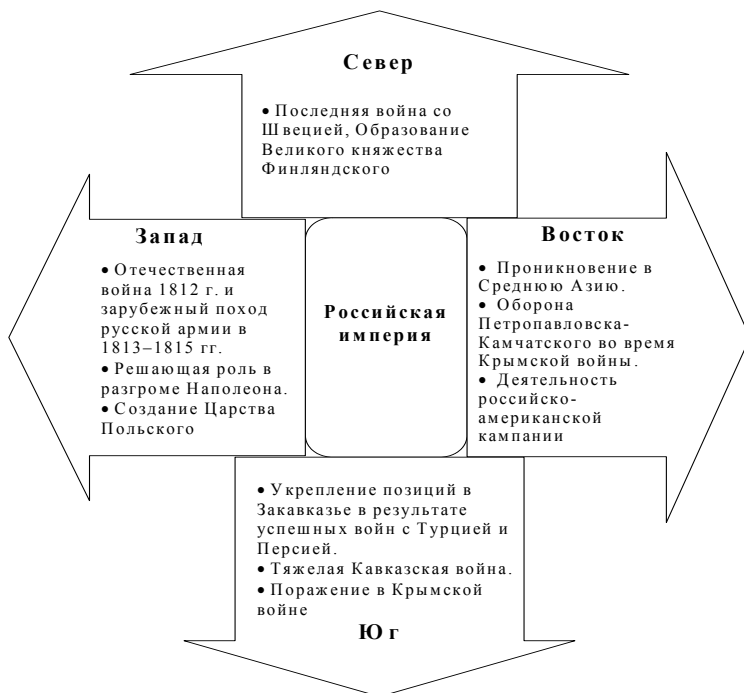 Север
• Последняя война со
Швецией, Образование
Великого княжества
Финляндского
Запад
• Отечественная
война 1812 г. и
зарубежный поход
русской армии в
1813–1815 гг.
• Решающая роль в
разгроме Наполеона.
• Создание Царства
Польского
Российская
империя
Восток
• Проникновение в
Среднюю Азию.
• Оборона
Петропавловска-
Камчатского во время
Крымской войны.
• Деятельность
российско-
американской
кампании
• Укрепление позиций в
Закавказье в результате
успешных войн с Турцией и
Персией.
• Тяжелая Кавказская война.
• Поражение в Крымской
войне
Юг